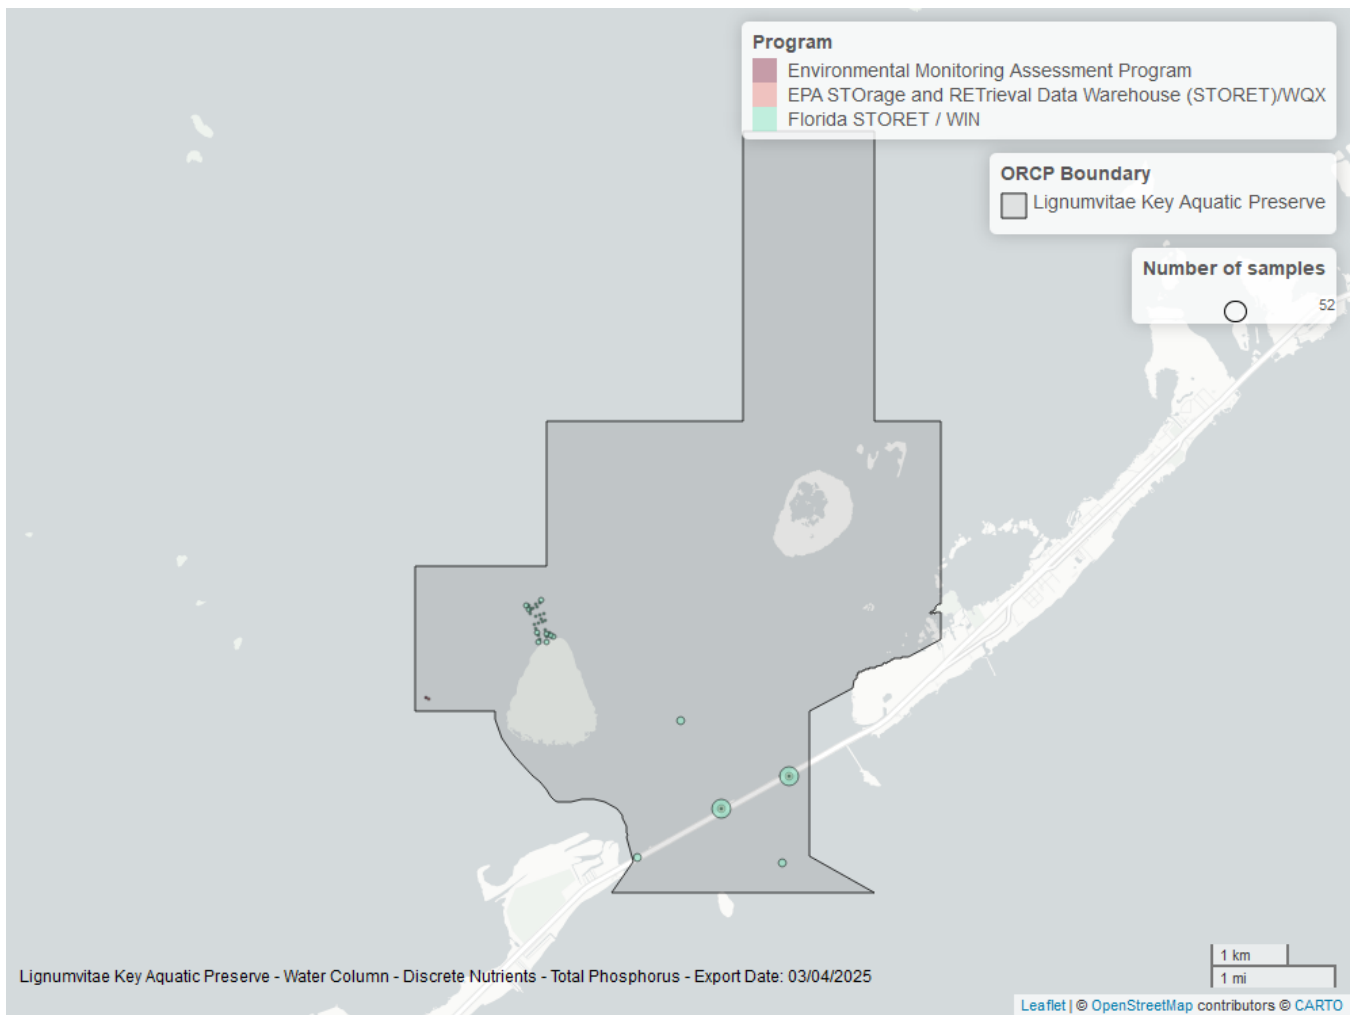 Program
Environmental Monitoring Assessment Program
EPA STOrage and RETrieval Data Warehouse (STORET)/WQX
Florida STORET / WIN
ORCP Boundary
Lignumvitae Key Aquatic Preserve
Number of samples
52
1 km
1 mi
Lignumvitae Key Aquatic Preserve - Water Column - Discrete Nutrients - Total Phosphorus - Export Date: 03/04/2025
Leaflet | © OpenStreetMap contributors © CARTO